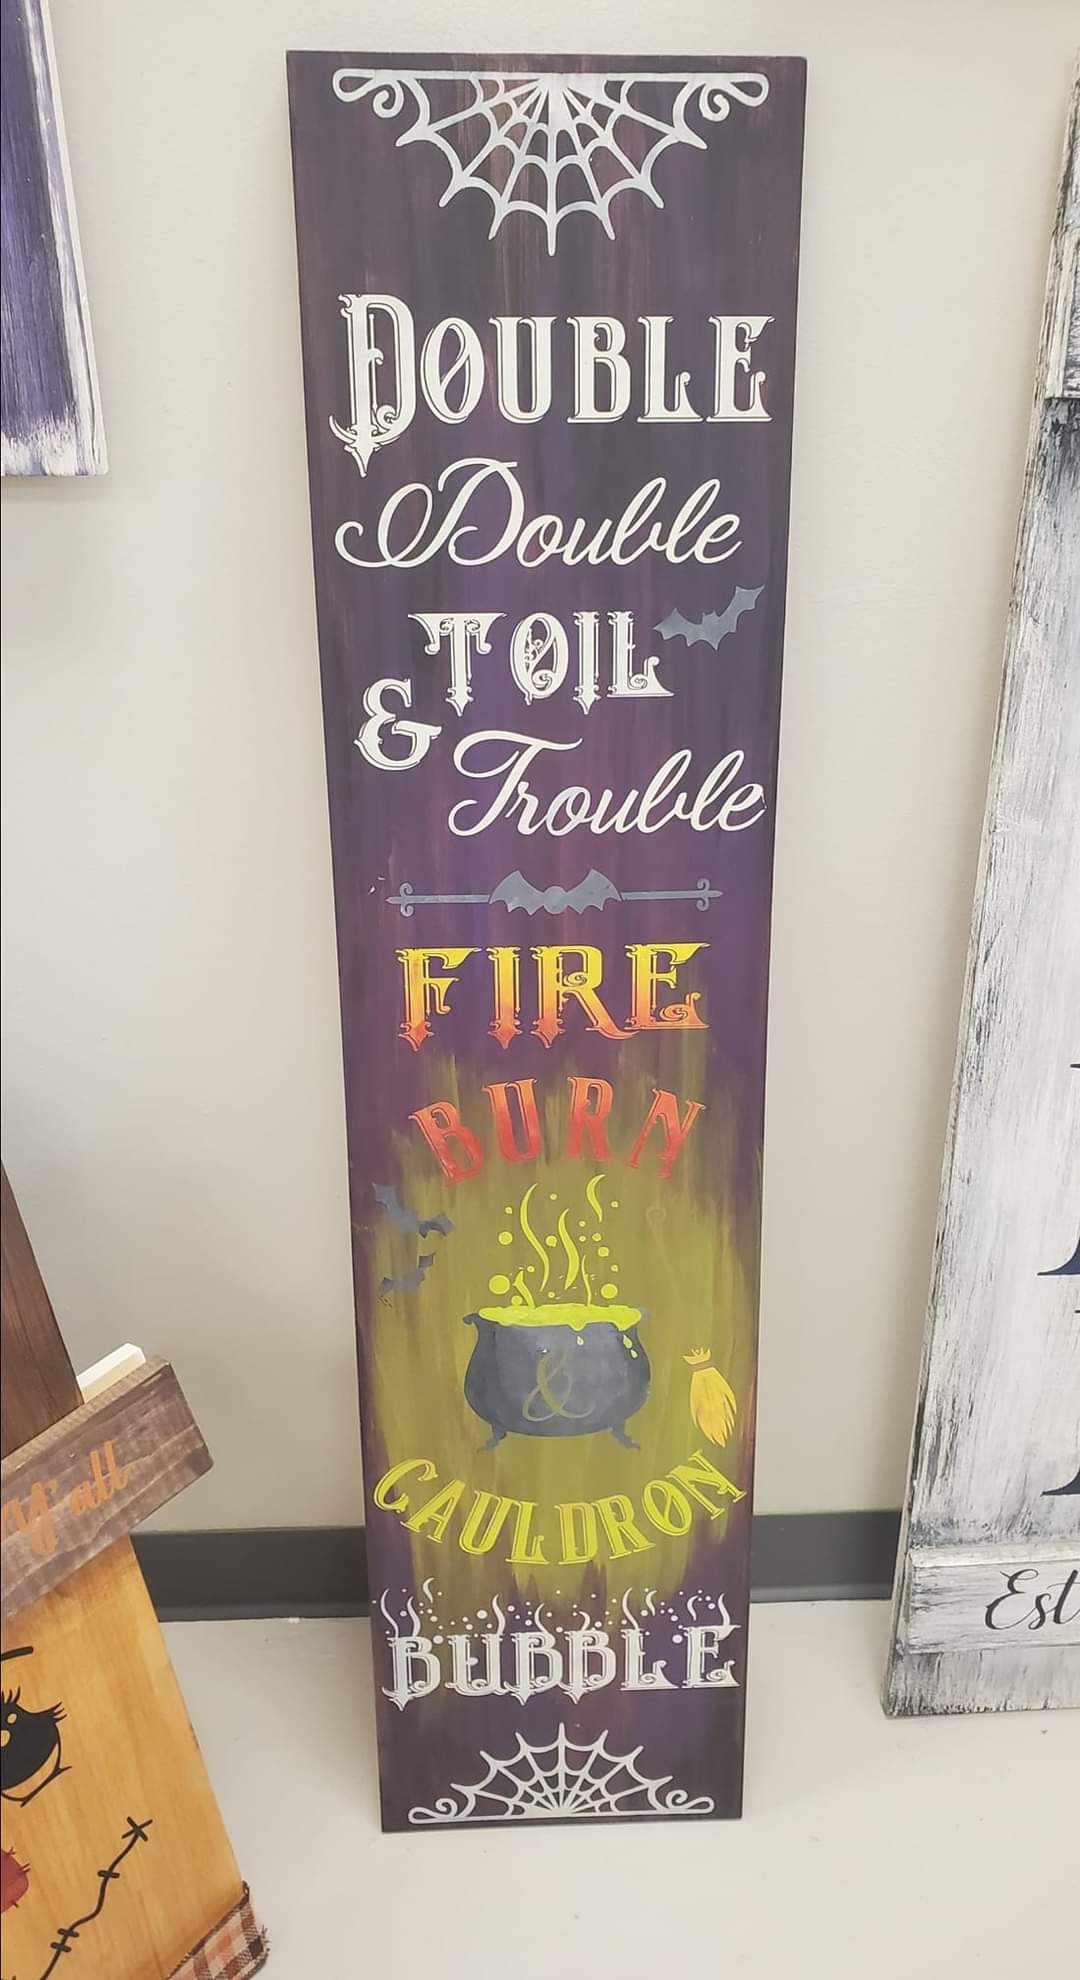 DOUBLE
Double
TOIL
& Trouble
FIRE
BURN
&
CAULDRON
BUBBLE
Y'all
Est